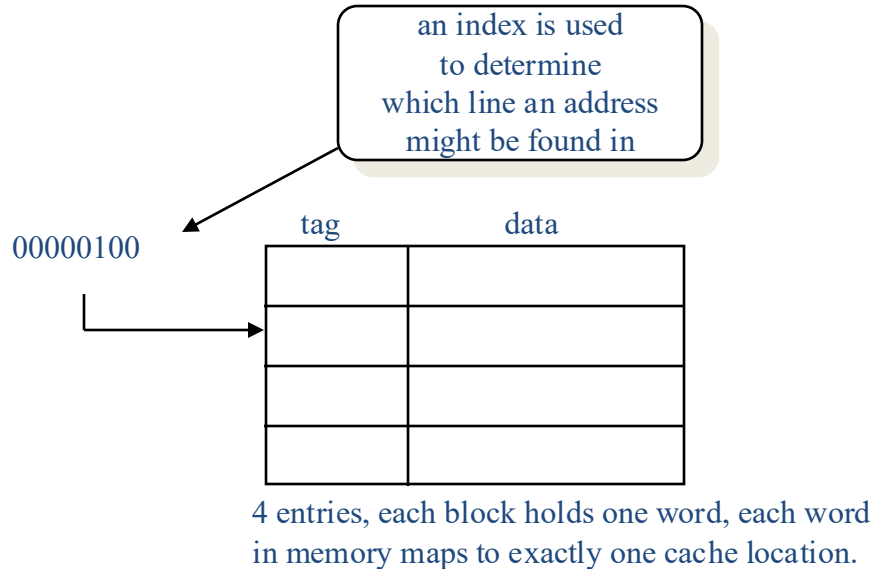 an index is used
to determine
which line an address
might be found in
tag data
00000100
4 entries, each block holds one word, each word
in memory maps to exactly one cache location.